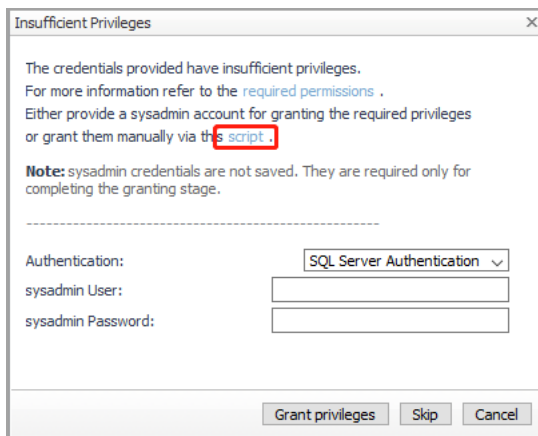 Insufficient Privileges
The credentials provided have insufficient privileges.
For more information refer to the required permissions .
Either provide a sysadmin account for granting the required privileges
or grant them manually via this script .
Note: sysadmin credentials are not saved. They are required only for
completing the granting stage.
Authentication: SQL Server Authentication
sysadmin User:
sysadmin Password:
Grant privileges Skip Cancel